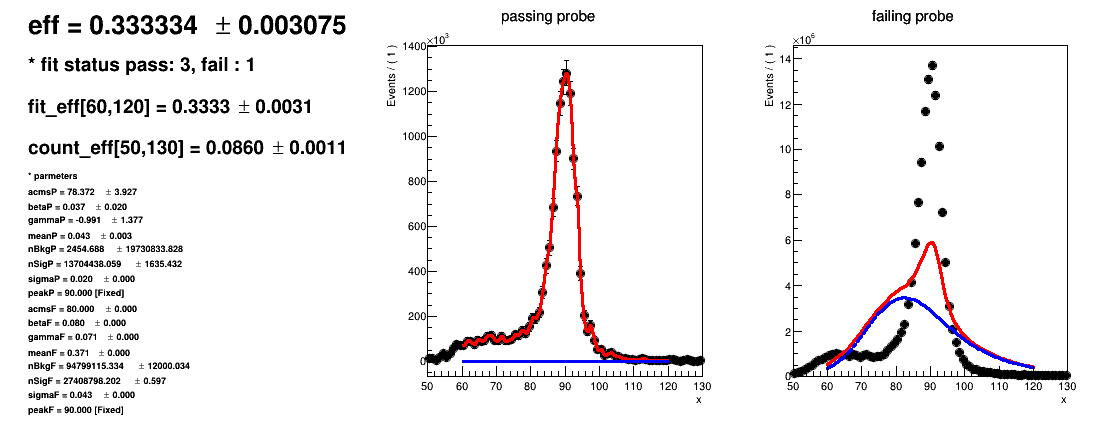 eff = 0.333334 ± 0.003075
* fit status pass: 3, fail : 1
fit_eff[60,120] = 0.3333 ± 0.0031
count_eff[50,130] = 0.0860 ± 0.0011
* parmeters
acmsP = 78.372 ± 3.927
betaP = 0.037 ± 0.020
gammaP = -0.991 ± 1.377
meanP = 0.043 ± 0.003
nBkgP = 2454.688 ± 19730833.828
nSigP = 13704438.059 ± 1635.432
sigmaP = 0.020 ± 0.000
peakP = 90.000 [Fixed]
acmsF = 80.000 ± 0.000
betaF = 0.080 ± 0.000
gammaF = 0.071 ± 0.000
meanF = 0.371 ± 0.000
nBkgF = 94799115.334 ± 12000.034
nSigF = 27408798.202 ± 0.597
sigmaF = 0.043 ± 0.000
peakF = 90.000 [Fixed]
passing probe
×10³
Events / ( 1 )
1400
1200
1000
800
600
400
200
0
50 60 70 80 90 100 110 120 130
x
failing probe
×10⁶
Events / ( 1 )
14
12
10
8
6
4
2
0
50 60 70 80 90 100 110 120 130
x